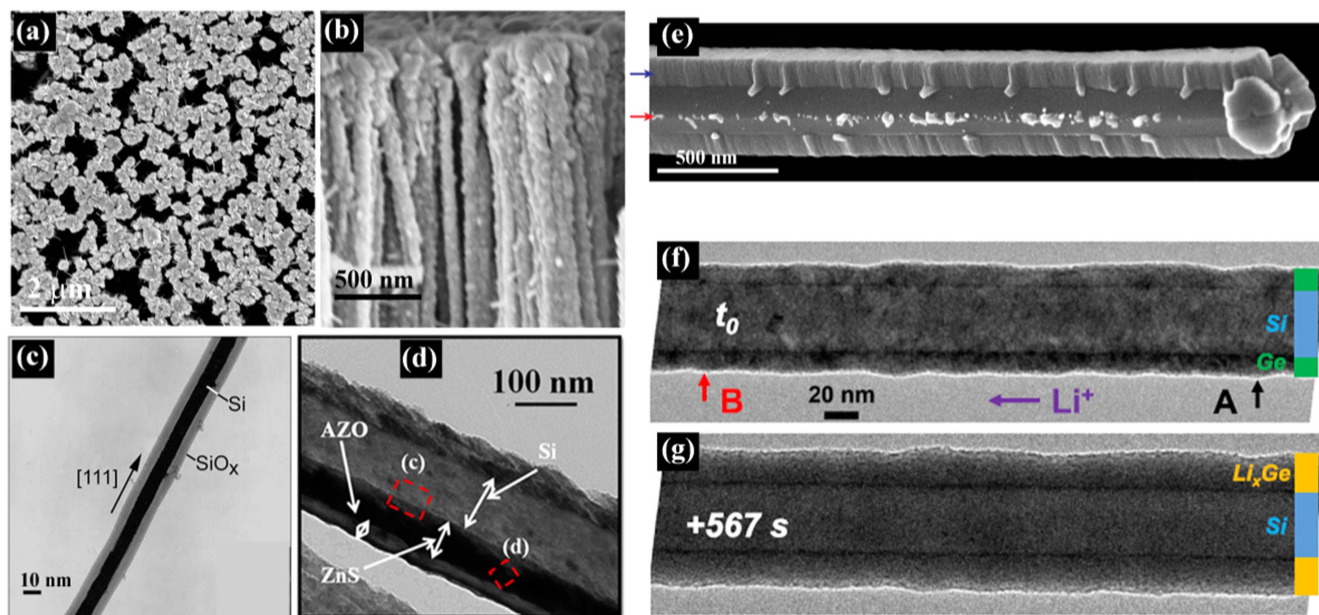 (a)
2 μm
(b)
500 nm
(c)
Si
SiOx
[111]
10 nm
(d)
100 nm
AZO
(c)
Si
(d)
ZnS
(e)
500 nm
(f)
t0
Si
Ge
B
20 nm
Li+
A
(g)
LixGe
+567 s
Si